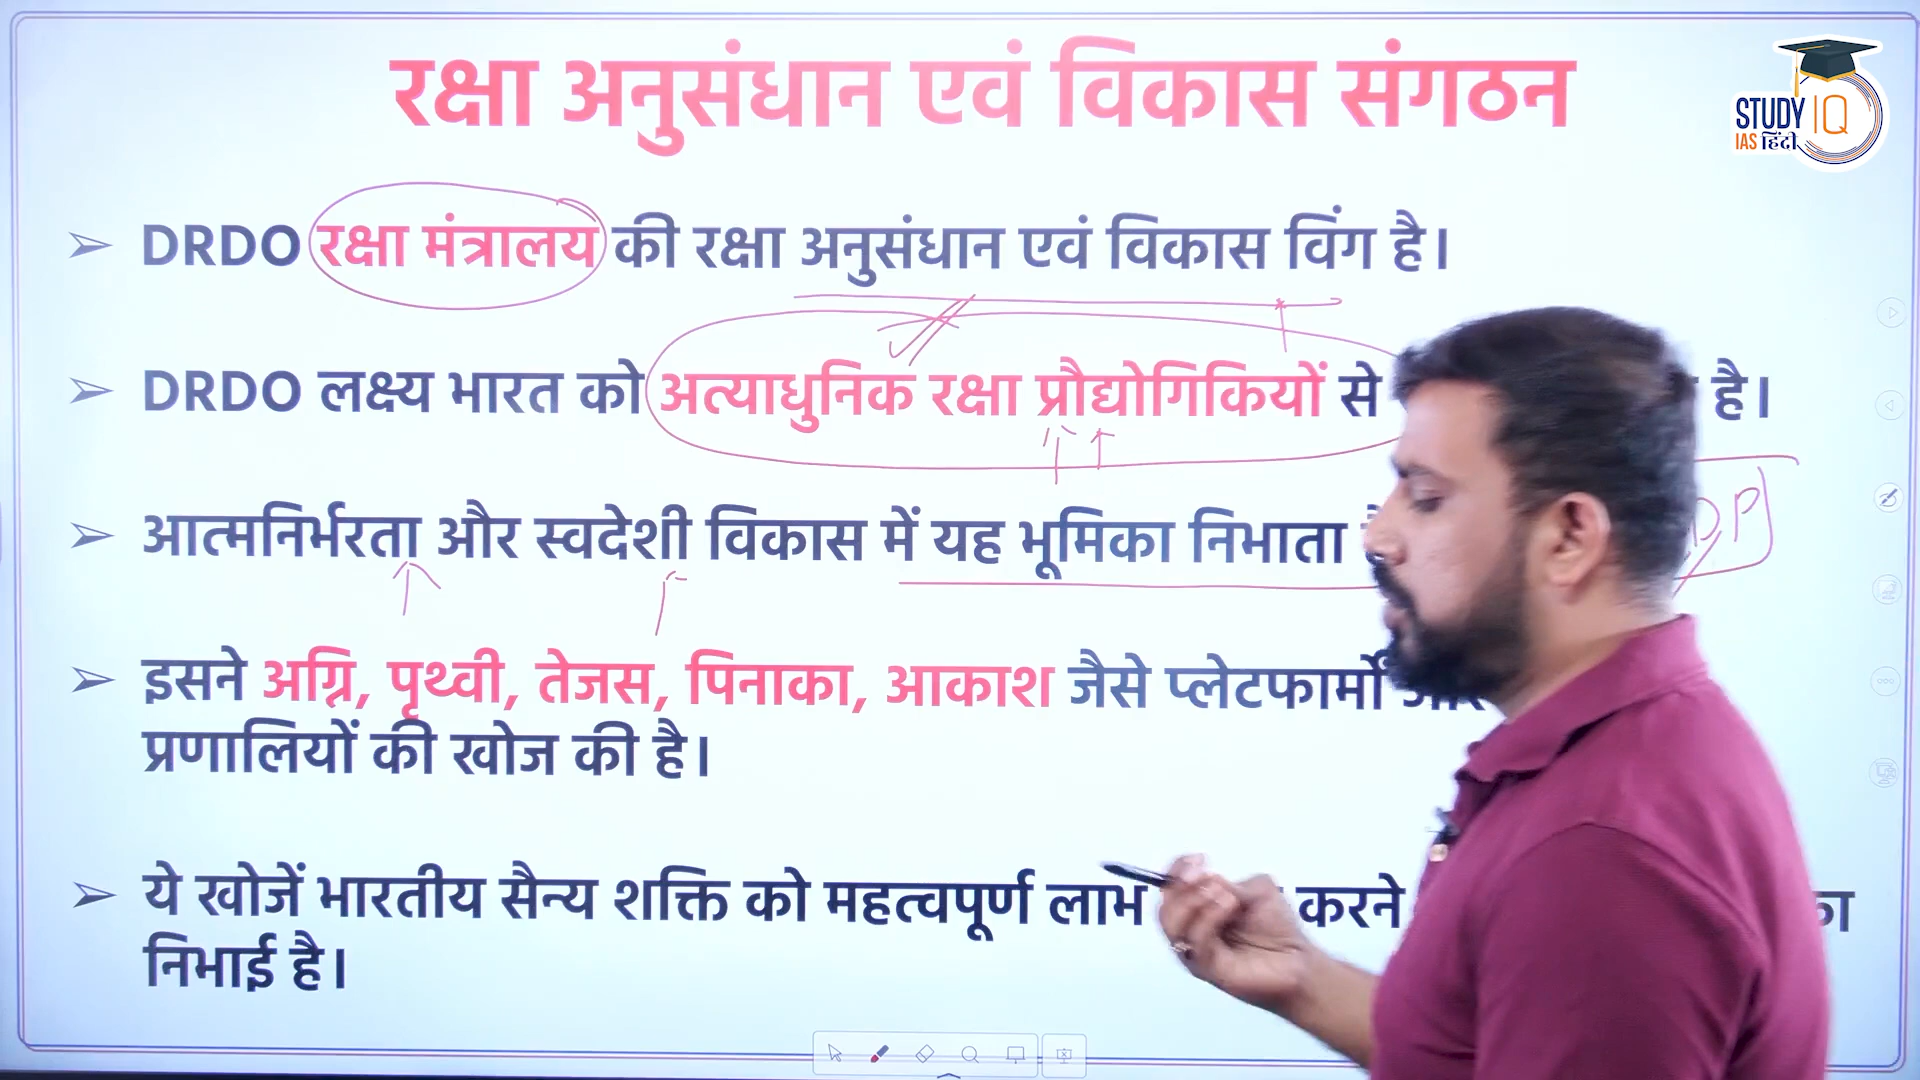 रक्षा अनुसंधान एवं विकास संगठन
STUDY IQ
IAS हिंदी
➢ DRDO रक्षा मंत्रालय की रक्षा अनुसंधान एवं विकास विंग है।
➢ DRDO लक्ष्य भारत को अत्याधुनिक रक्षा प्रौद्योगिकियों से है।
➢ आत्मनिर्भरता और स्वदेशी विकास में यह भूमिका निभाता
DP
➢ इसने अग्नि, पृथ्वी, तेजस, पिनाका, आकाश जैसे प्लेटफार्मों
प्रणालियों की खोज की है।
➢ ये खोजें भारतीय सैन्य शक्ति को महत्वपूर्ण लाभ करने
निभाई है।